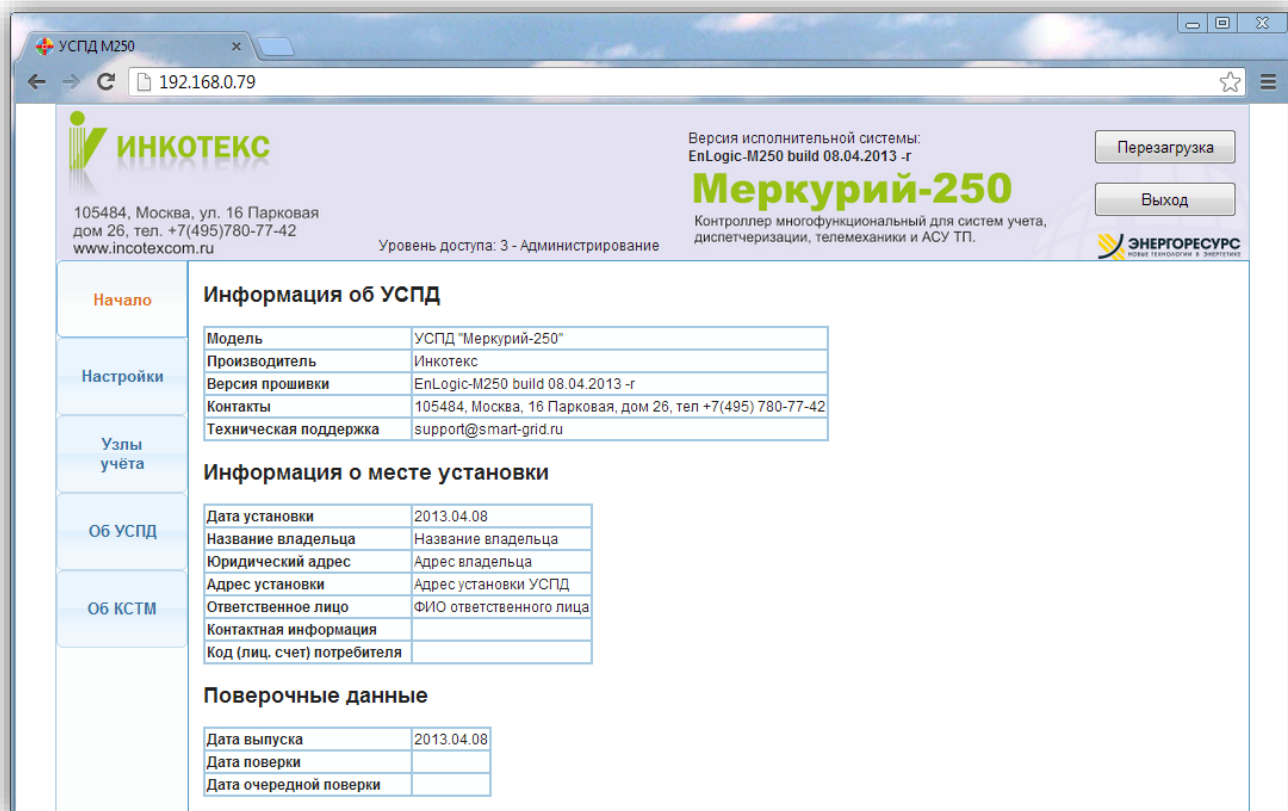 УСПД М250
192.168.0.79
ИНКОТЕКС
105484, Москва, ул. 16 Парковая
дом 26, тел. +7(495)780-77-42
www.incotexcom.ru
Уровень доступа: 3 - Администрирование
Версия исполнительной системы:
EnLogic-M250 build 08.04.2013 -r
Меркурий-250
Контроллер многофункциональный для систем учета,
диспетчеризации, телемеханики и АСУ ТП.
Перезагрузка
Выход
ЭНЕРГОРЕСУРС
НОВЫЕ ТЕХНОЛОГИИ В ЭНЕРГЕТИКЕ
Начало
Настройки
Узлы
учёта
Об УСПД
Об КСТМ
Информация об УСПД
Модель УСПД "Меркурий-250"
Производитель Инкотекс
Версия прошивки EnLogic-M250 build 08.04.2013 -r
Контакты 105484, Москва, 16 Парковая, дом 26, тел +7(495) 780-77-42
Техническая поддержка support@smart-grid.ru
Информация о месте установки
Дата установки 2013.04.08
Название владельца Название владельца
Юридический адрес Адрес владельца
Адрес установки Адрес установки УСПД
Ответственное лицо ФИО ответственного лица
Контактная информация
Код (лиц. счет) потребителя
Поверочные данные
Дата выпуска 2013.04.08
Дата поверки
Дата очередной поверки